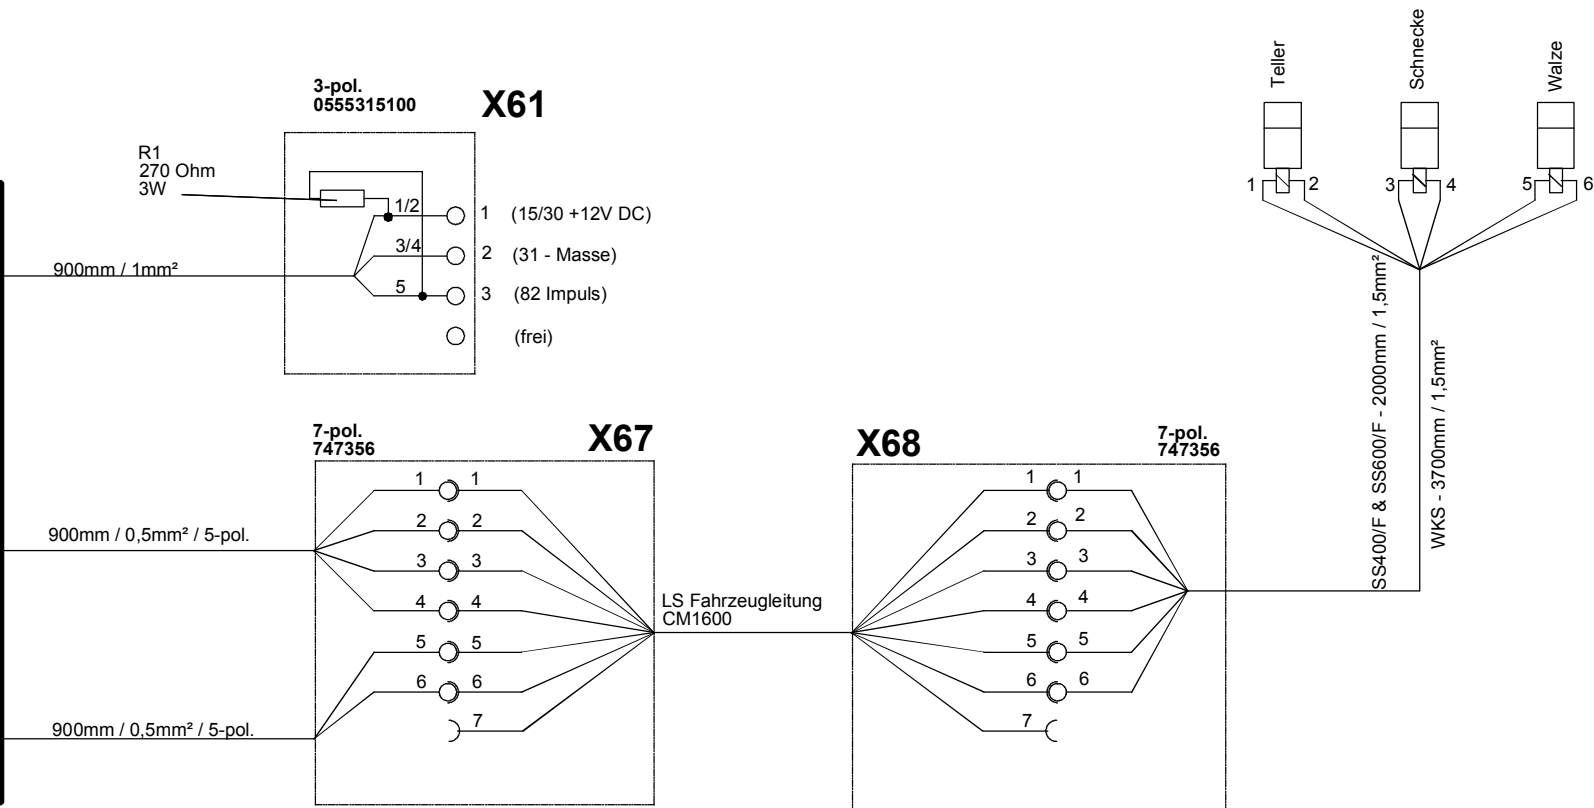 3-pol.
0555315100
X61
R1
270 Ohm
3W
1/2
1
(15/30 +12V DC)
3/4
2
(31 - Masse)
5
3
(82 Impuls)
(frei)
900mm / 1mm²
Teller
Schnecke
Walze
1
2
3
4
5
6
SS400/F & SS600/F - 2000mm / 1,5mm²
WKS - 3700mm / 1,5mm²
7-pol.
747356
X67
1 1
2 2
3 3
4 4
5 5
6 6
7
900mm / 0,5mm² / 5-pol.
900mm / 0,5mm² / 5-pol.
LS Fahrzeugleitung
CM1600
X68
7-pol.
747356
1 1
2 2
3 3
4 4
5 5
6 6
7